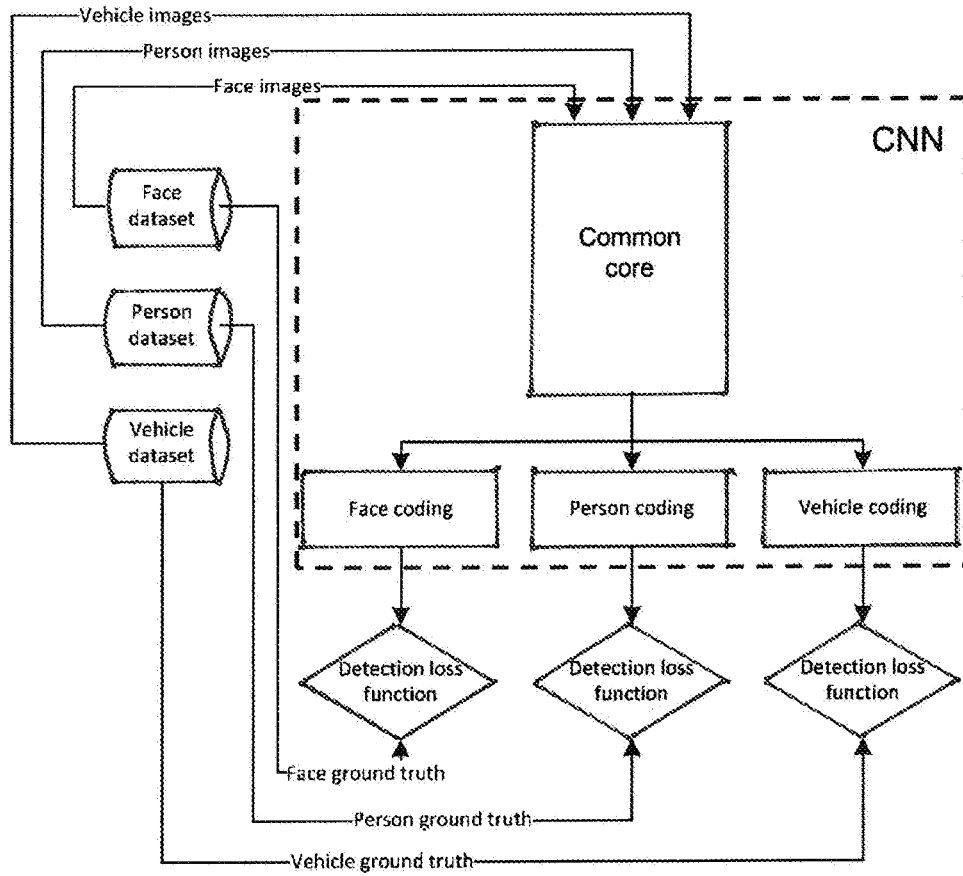 Vehicle images
Person images
Face images
CNN
Face
dataset
Common
core
Person
dataset
Vehicle
dataset
Face coding
Person coding
Vehicle coding
Detection loss
function
Detection loss
function
Detection loss
function
Face ground truth
Person ground truth
Vehicle ground truth